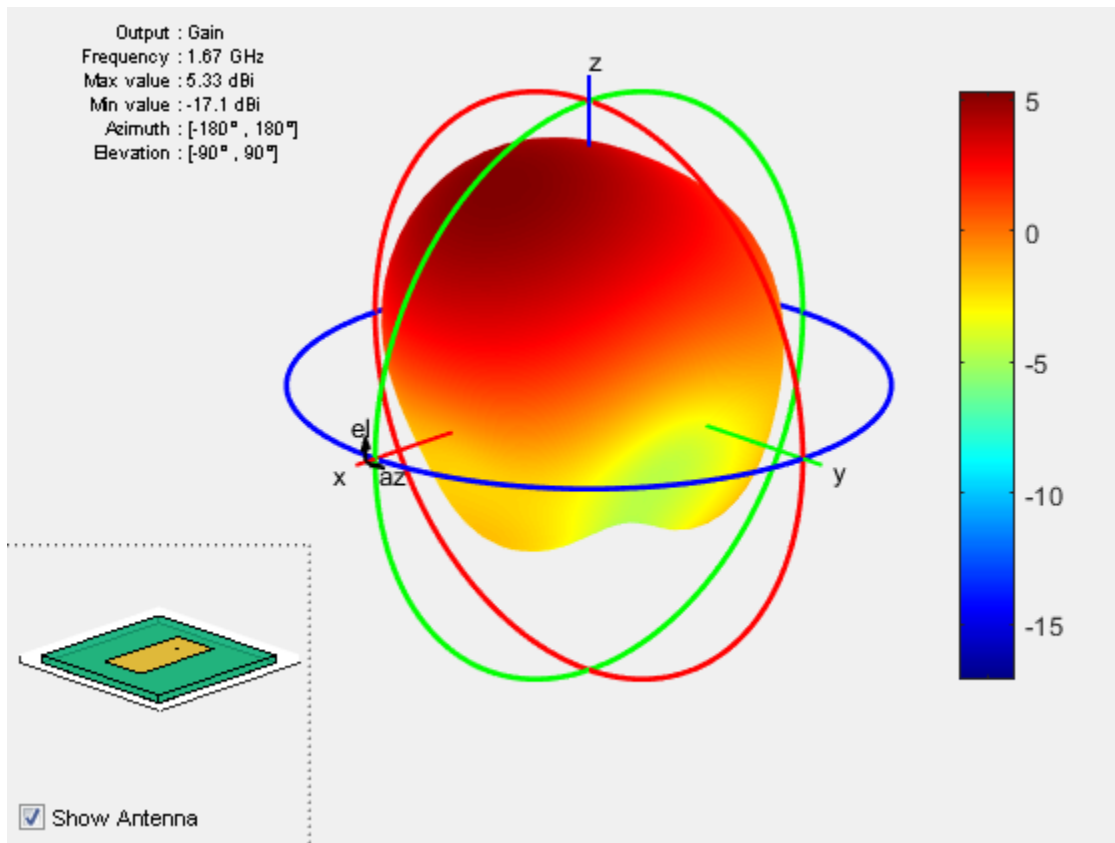 Output : Gain
Frequency : 1.67 GHz
Max value : 5.33 dBi
Min value : -17.1 dBi
Azimuth : [-180° , 180°]
Elevation : [-90° , 90°]
z
5
0
-5
-10
-15
el
x
az
y
Show Antenna